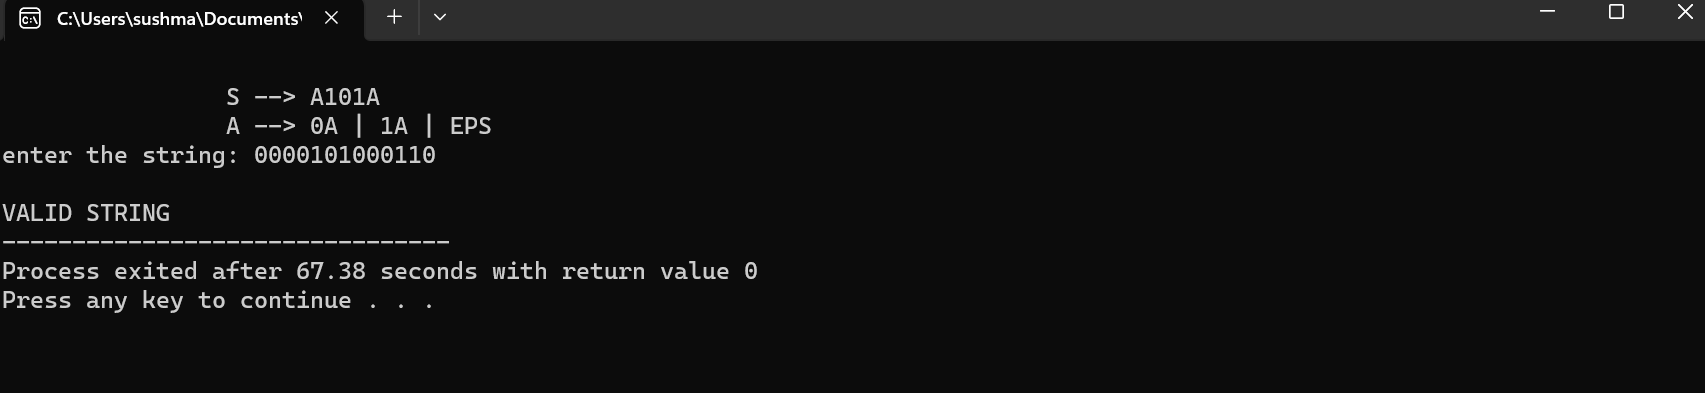 C:\Users\sushma\Documents\
S --> A101A
A --> 0A | 1A | EPS
enter the string: 0000101000110
VALID STRING
--------------------------------
Process exited after 67.38 seconds with return value 0
Press any key to continue . . .